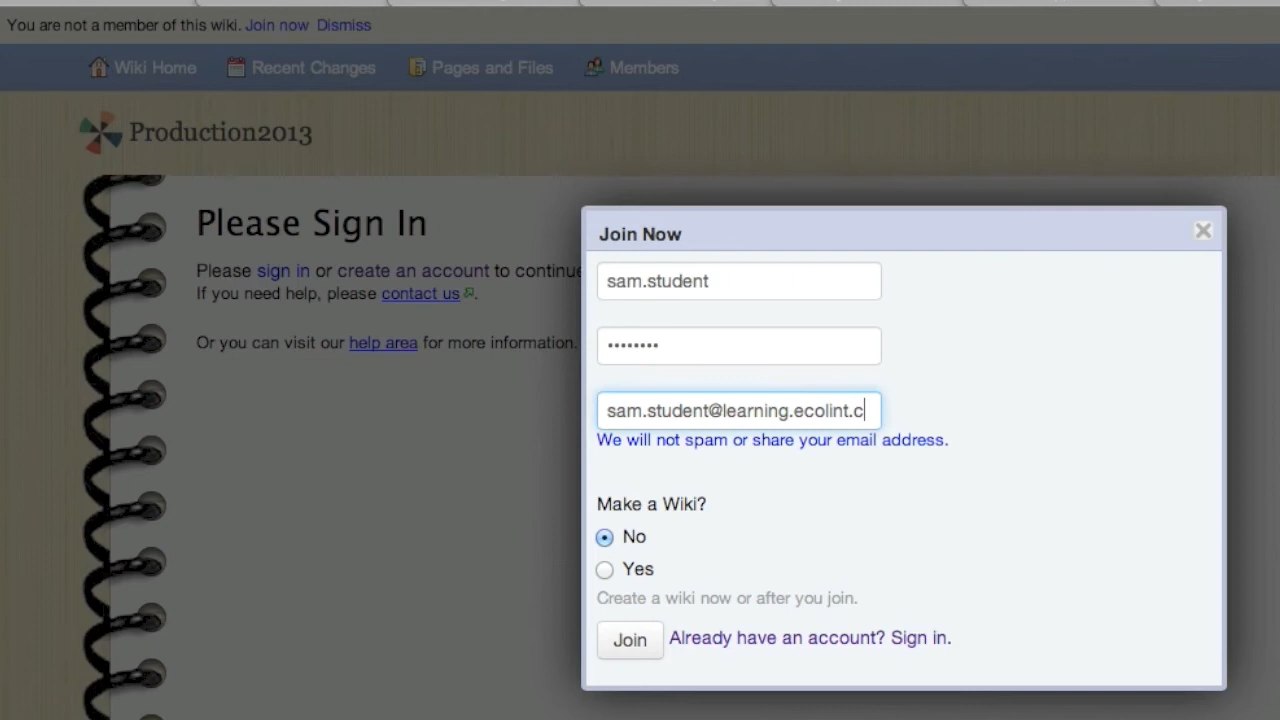 You are not a member of this wiki. Join now Dismiss
Wiki Home Recent Changes Pages and Files Members
Production2013
Please Sign In
Please sign in or create an account to continue
If you need help, please contact us.
Or you can visit our help area for more information.
Join Now
sam.student
••••••••
sam.student@learning.ecolint.c
We will not spam or share your email address.
Make a Wiki?
No
Yes
Create a wiki now or after you join.
Join Already have an account? Sign in.